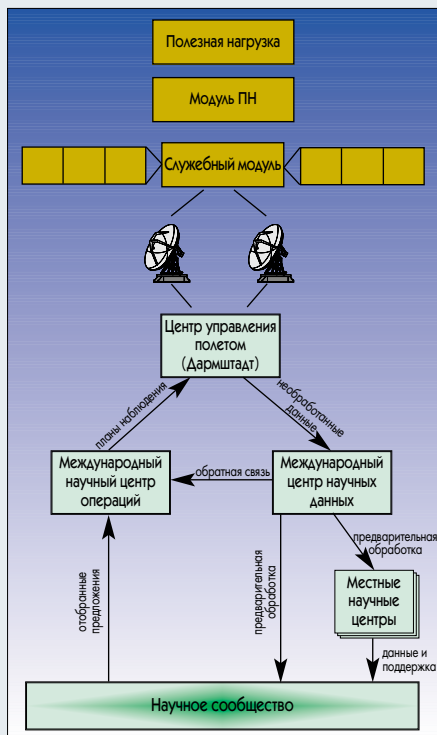 Полезная нагрузка
Модуль ПН
Служебный модуль
Центр управления
полетом
(Дармштадт)
планы наблюдения
необработанные
данные
Международный
научный центр
операций
обратная связь
Международный
центр научных
данных
предварительная
обработка
отобранные
предложения
предварительная
обработка
Местные
научные
центры
данные и
поддержка
Научное сообщество